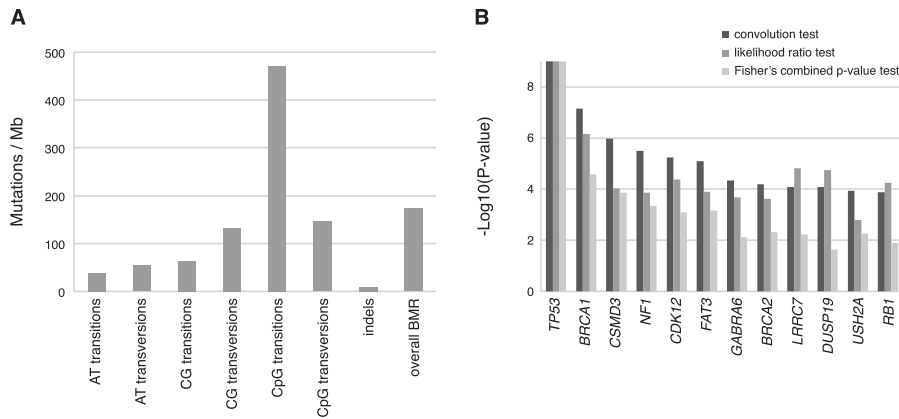 A
Mutations / Mb
500
400
300
200
100
0
AT transitions
AT transversions
CG transitions
CG transversions
CpG transitions
CpG transversions
indels
overall BMR
B
convolution test
likelihood ratio test
Fisher's combined p-value test
-Log10(P-value)
8
6
4
2
0
TP53
BRCA1
CSMD3
NF1
CDK12
FAT3
GABRA6
BRCA2
LRRC7
DUSP19
USH2A
RB1